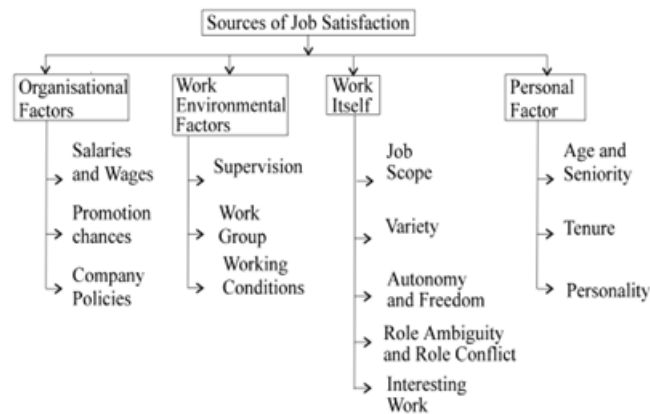 Sources of Job Satisfaction
Organisational
Factors
Salaries
and Wages
Promotion
chances
Company
Policies
Work
Environmental
Factors
Supervision
Work
Group
Working
Conditions
Work
Itself
Job
Scope
Variety
Autonomy
and Freedom
Role Ambiguity
and Role Conflict
Interesting
Work
Personal
Factor
Age and
Seniority
Tenure
Personality